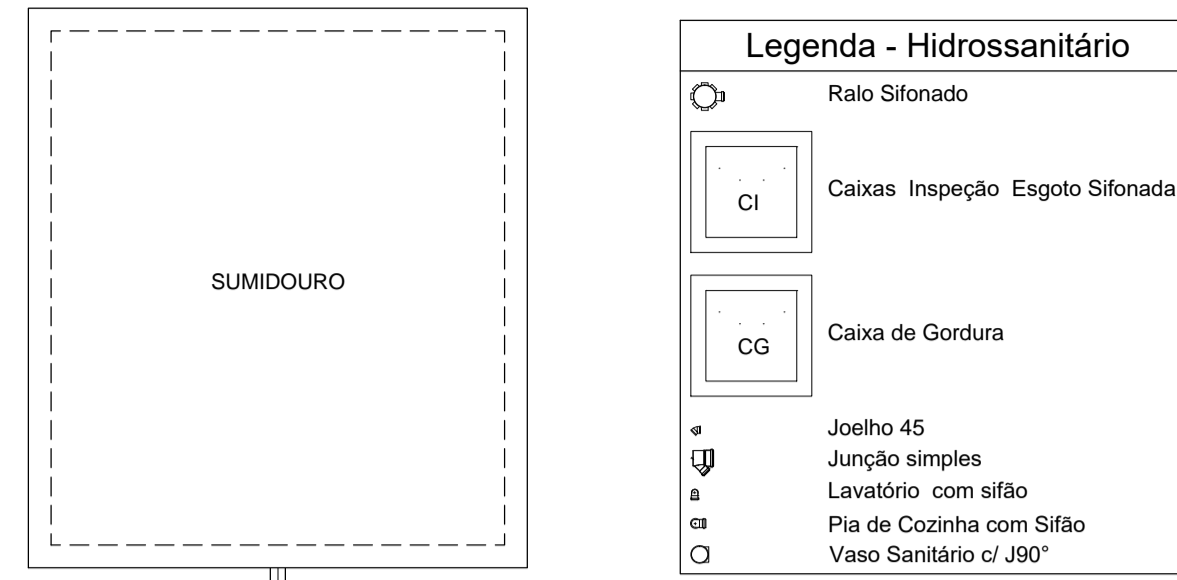 SUMIDOURO
Legenda - Hidrossanitário
Ralo Sifonado
CI
Caixas Inspeção Esgoto Sifonada
CG
Caixa de Gordura
Joelho 45
Junção simples
Lavatório com sifão
Pia de Cozinha com Sifão
Vaso Sanitário c/ J90°